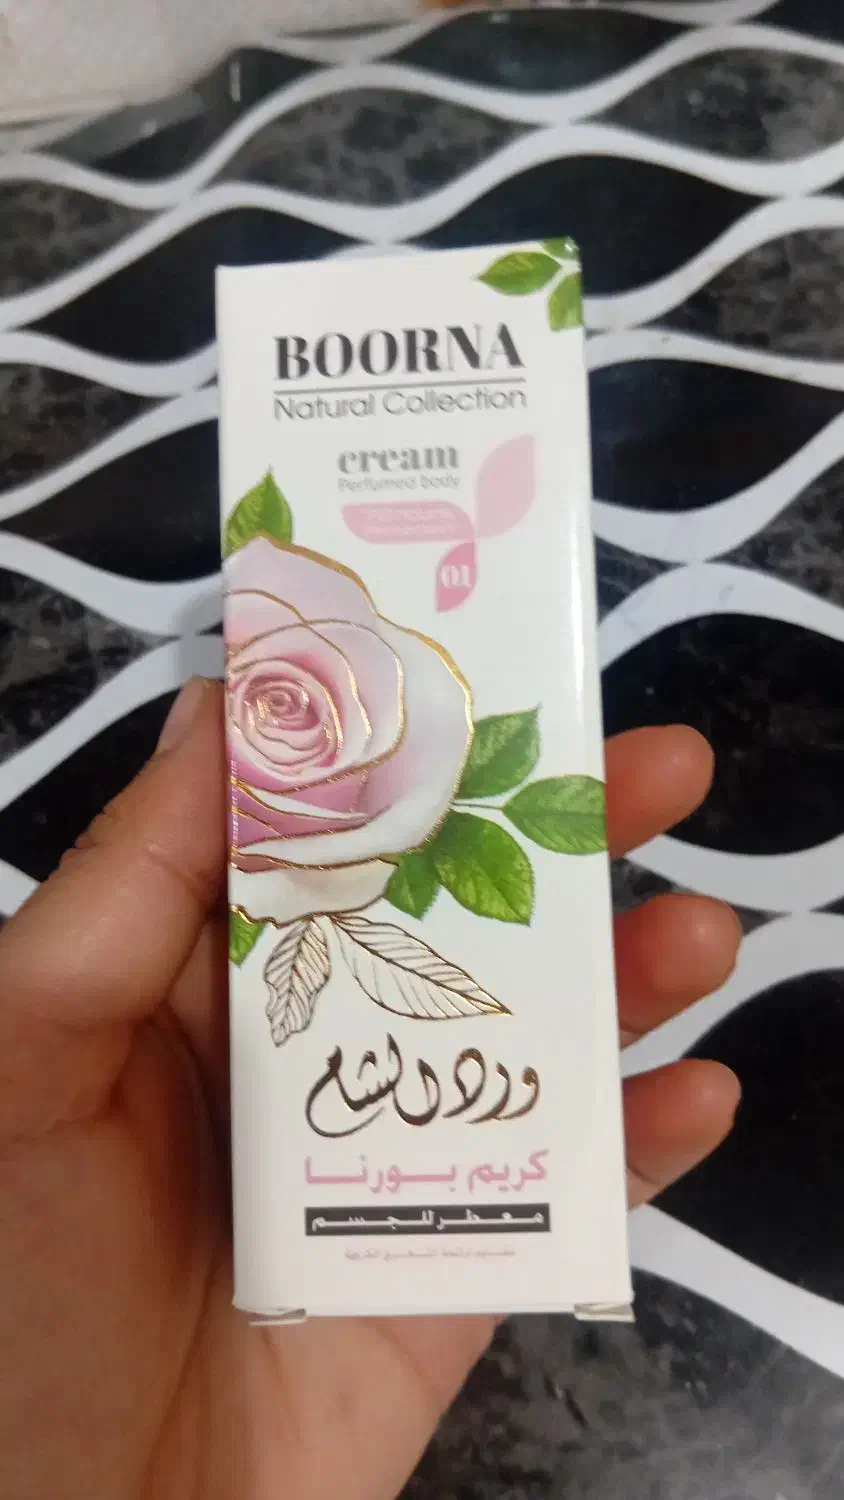 BOORNA
Natural Collection
cream
Perfumed body
01
ورد الشام
كريم بورنا
معطر للجسم